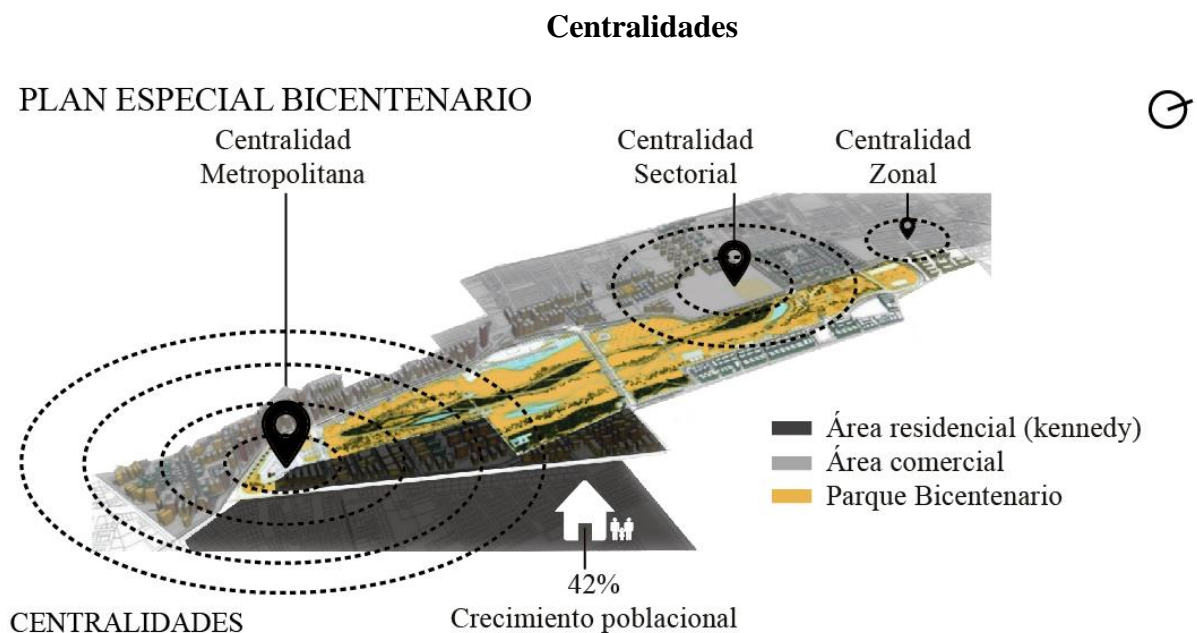 Centralidades
PLAN ESPECIAL BICENTENARIO
Centralidad
Metropolitana
Centralidad
Sectorial
Centralidad
Zonal
Área residencial (kennedy)
Área comercial
Parque Bicentenario
42%
Crecimiento poblacional
CENTRALIDADES